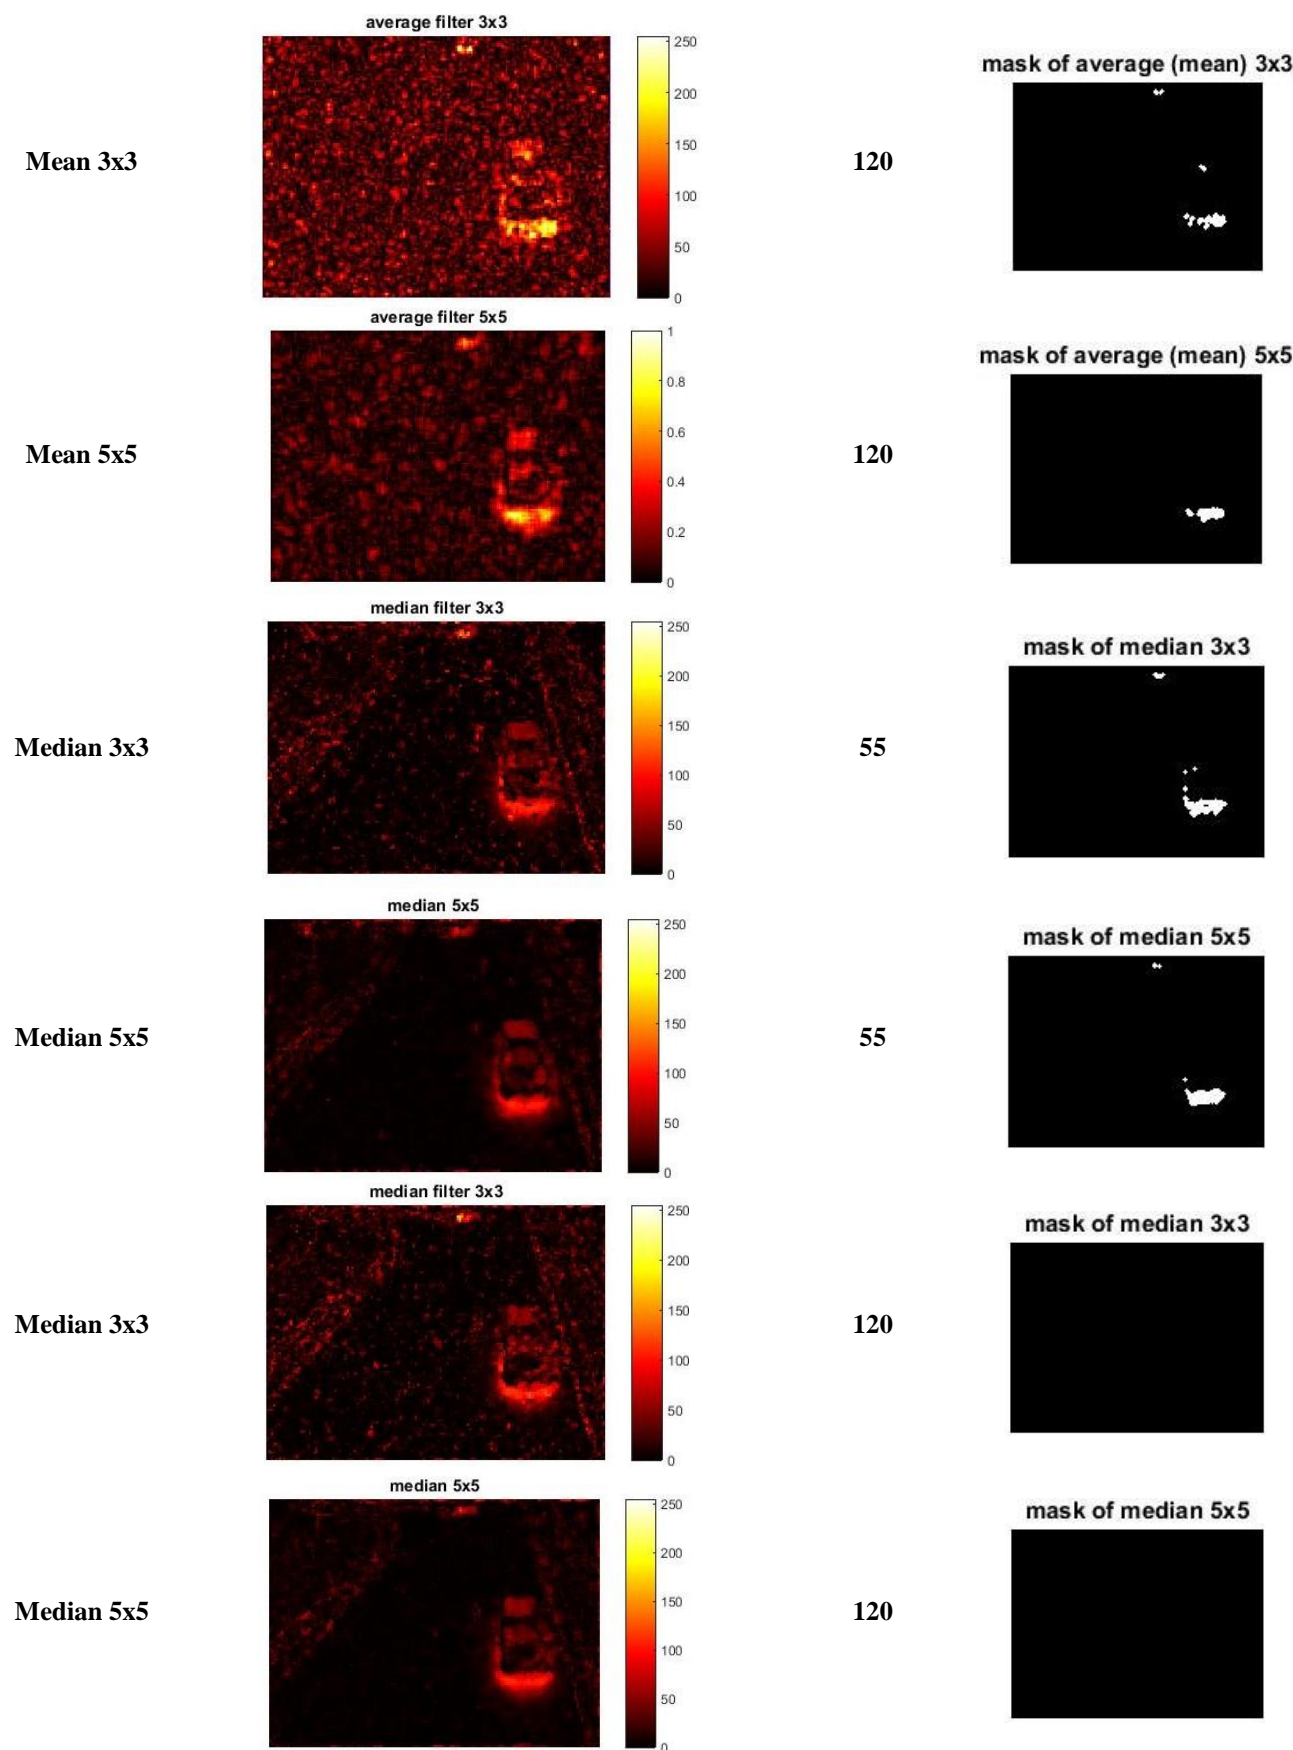 average filter 3x3
250
200
150
100
50
0
Mean 3x3
120
mask of average (mean) 3x3
average filter 5x5
1
0.8
0.6
0.4
0.2
0
Mean 5x5
120
mask of average (mean) 5x5
median filter 3x3
250
200
150
100
50
0
Median 3x3
55
mask of median 3x3
median 5x5
250
200
150
100
50
0
Median 5x5
55
mask of median 5x5
median filter 3x3
250
200
150
100
50
0
Median 3x3
120
mask of median 3x3
median 5x5
250
200
150
100
50
0
Median 5x5
120
mask of median 5x5